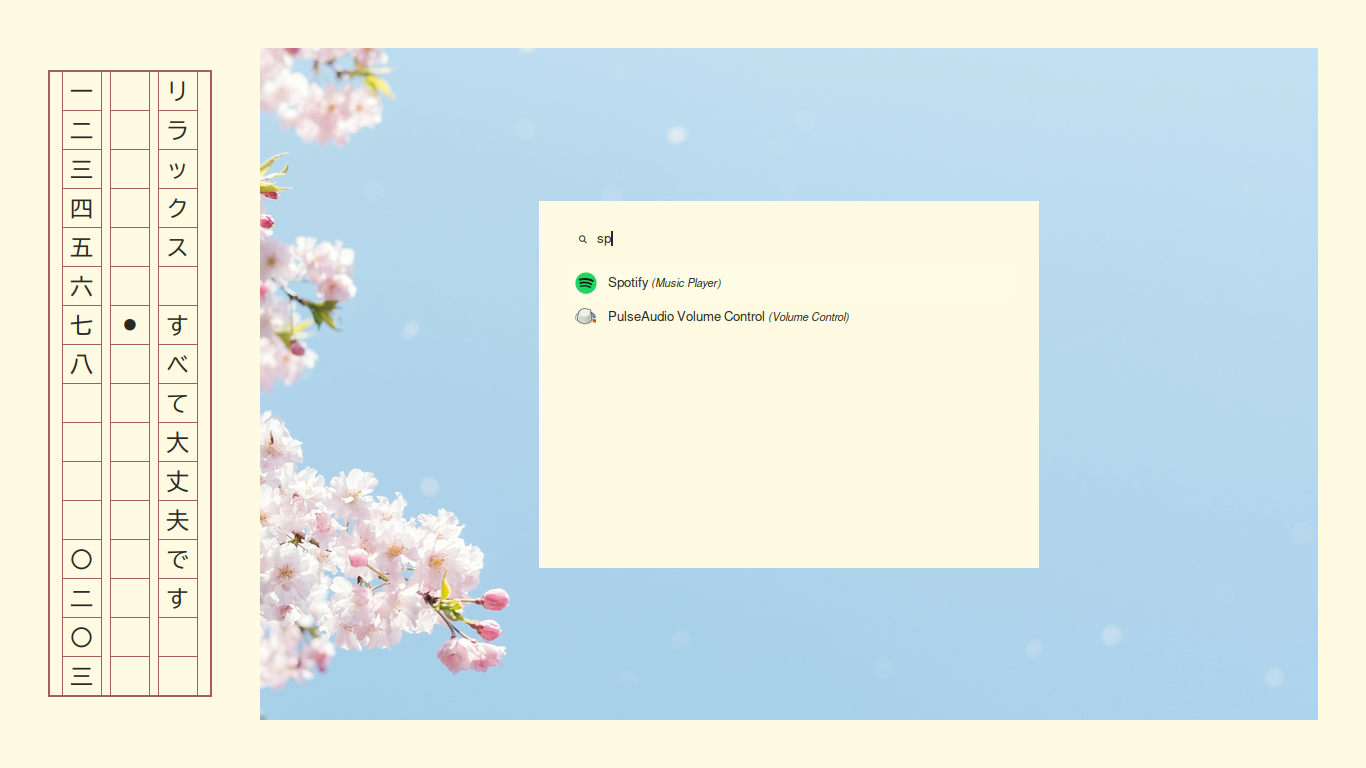 リラックス　すべて大丈夫です
●
一二三四五六七八
〇二〇三
sp
Spotify (Music Player)
PulseAudio Volume Control (Volume Control)